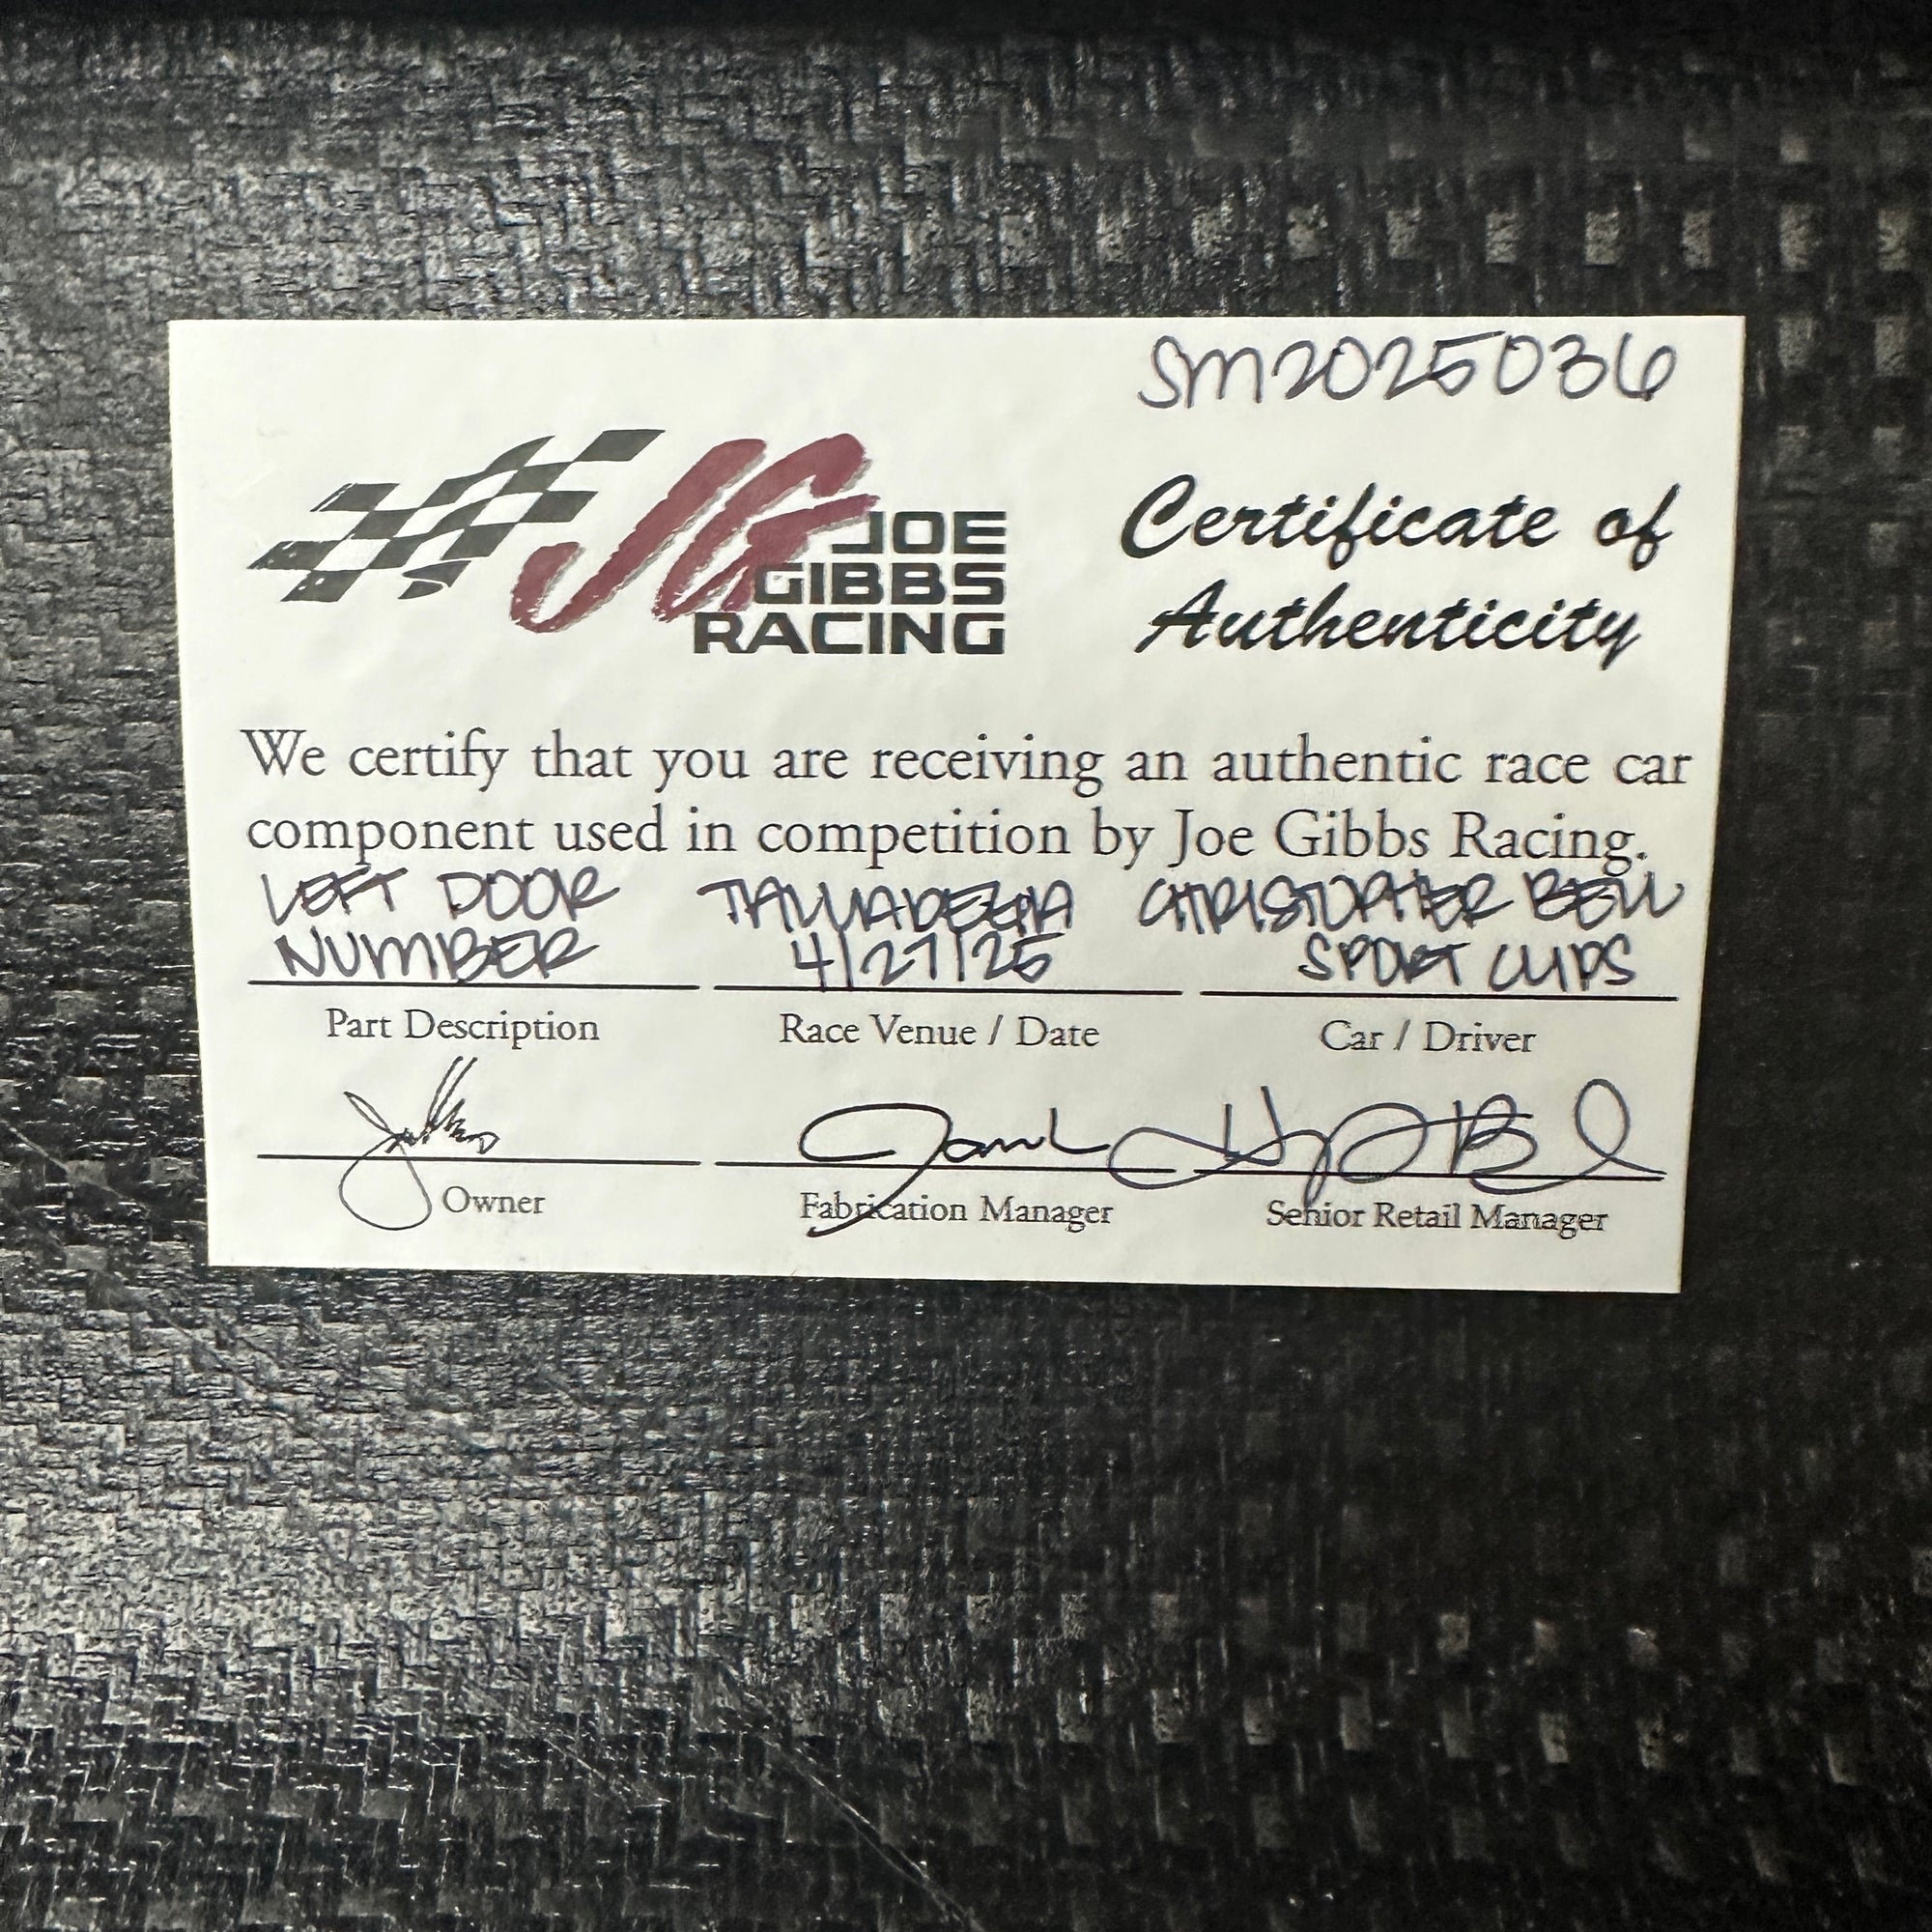 SM2025036
JG JOE
GIBBS
RACING
Certificate of
Authenticity
We certify that you are receiving an authentic race car
component used in competition by Joe Gibbs Racing.
LEFT DOOR
NUMBER
TALLADEGA
4/27/25
CHRISTOPHER BELL
SPORT CLIPS
Part Description
Race Venue / Date
Car / Driver
Owner
Fabrication Manager
Senior Retail Manager